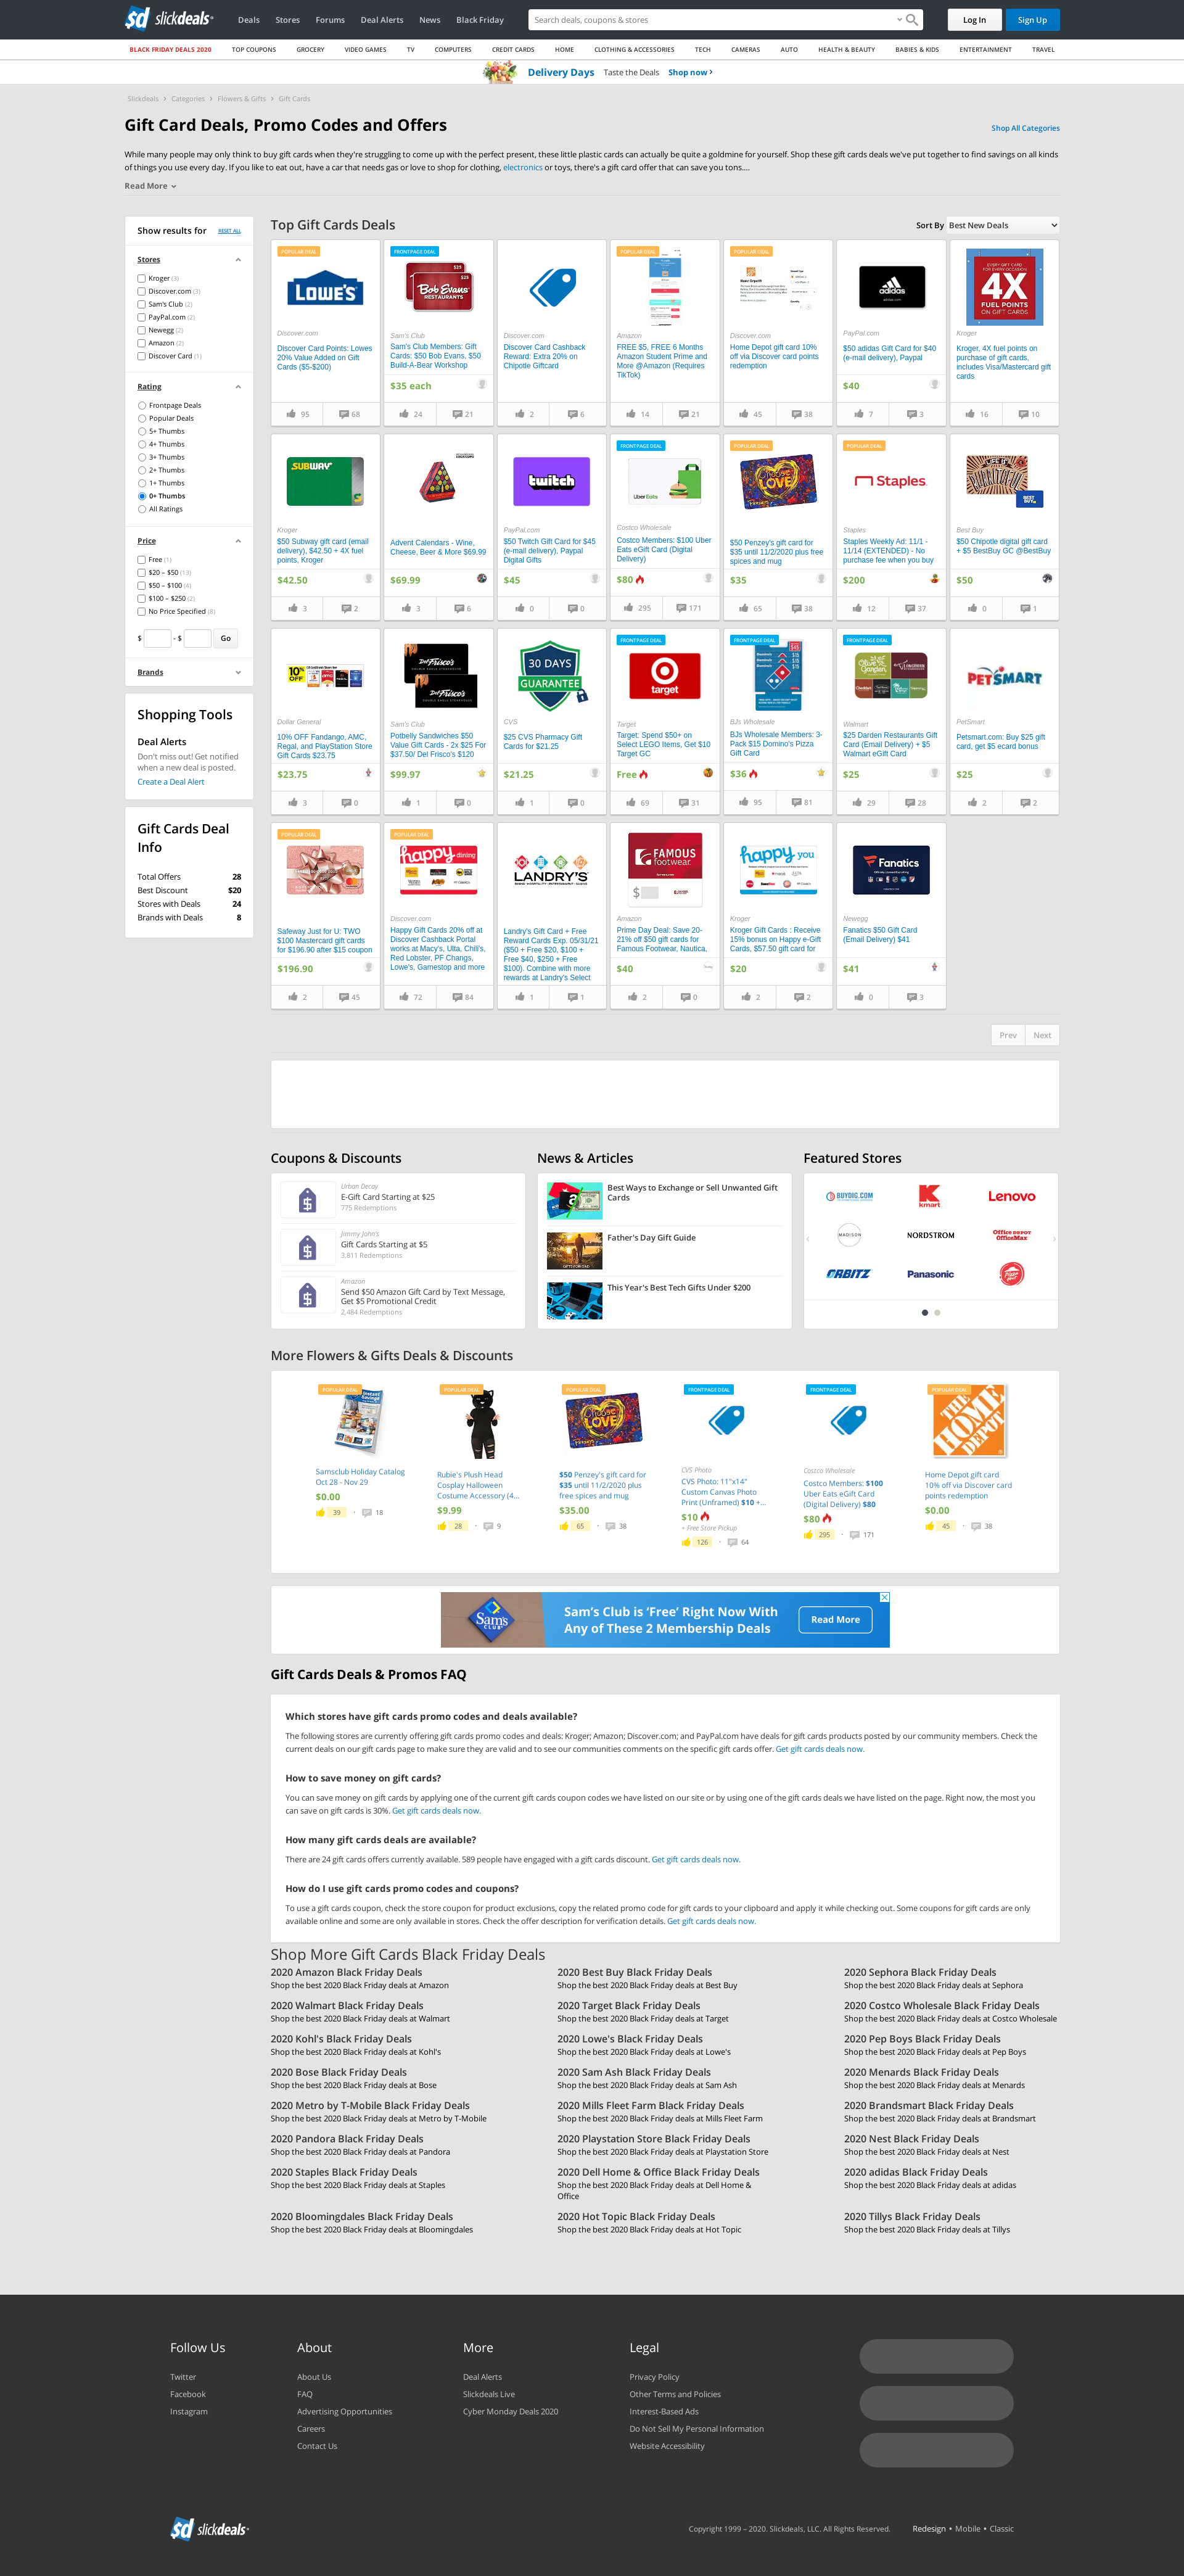 sd slickdeals
Deals
Stores
Forums
Deal Alerts
News
Black Friday
Search deals, coupons & stores
Log In
Sign Up
BLACK FRIDAY DEALS 2020
TOP COUPONS
GROCERY
VIDEO GAMES
TV
COMPUTERS
CREDIT CARDS
HOME
CLOTHING & ACCESSORIES
TECH
CAMERAS
AUTO
HEALTH & BEAUTY
BABIES & KIDS
ENTERTAINMENT
TRAVEL
Delivery Days Taste the Deals Shop now ›
Slickdeals › Categories › Flowers & Gifts › Gift Cards
Gift Card Deals, Promo Codes and Offers
Shop All Categories
While many people may only think to buy gift cards when they're struggling to come up with the perfect present, these little plastic cards can actually be quite a goldmine for yourself. Shop these gift cards deals we've put together to find savings on all kinds
of things you use every day. If you like to eat out, have a car that needs gas or love to shop for clothing, electronics or toys, there's a gift card offer that can save you tons....
Read More
Show results for
RESET ALL
Stores
Kroger (3)
Discover.com (3)
Sam's Club (2)
PayPal.com (2)
Newegg (2)
Amazon (2)
Discover Card (1)
Rating
Frontpage Deals
Popular Deals
5+ Thumbs
4+ Thumbs
3+ Thumbs
2+ Thumbs
1+ Thumbs
0+ Thumbs
All Ratings
Price
Free (1)
$20 – $50 (13)
$50 – $100 (4)
$100 – $250 (2)
No Price Specified (8)
$ - $ Go
Brands
Shopping Tools
Deal Alerts
Don't miss out! Get notified
when a new deal is posted.
Create a Deal Alert
Gift Cards Deal
Info
Total Offers 28
Best Discount $20
Stores with Deals 24
Brands with Deals 8
Top Gift Cards Deals
Sort By Best New Deals
POPULAR DEAL
LOWE'S
Discover.com
Discover Card Points: Lowes
20% Value Added on Gift
Cards ($5-$200)
95 68
FRONTPAGE DEAL
Bob Evans
RESTAURANTS
Sam's Club
Sam's Club Members: Gift
Cards: $50 Bob Evans, $50
Build-A-Bear Workshop
$35 each
24 21
Discover.com
Discover Card Cashback
Reward: Extra 20% on
Chipotle Giftcard
2 6
POPULAR DEAL
Amazon
FREE $5, FREE 6 Months
Amazon Student Prime and
More @Amazon (Requires
TikTok)
14 21
POPULAR DEAL
Discover.com
Home Depot gift card 10%
off via Discover card points
redemption
45 38
adidas
PayPal.com
$50 adidas Gift Card for $40
(e-mail delivery), Paypal
$40
7 3
EVERY GIFT CARD
FOR EVERY OCCASION
4X
FUEL POINTS
ON GIFT CARDS
Kroger
Kroger, 4X fuel points on
purchase of gift cards,
includes Visa/Mastercard gift
cards
16 10
SUBWAY
Kroger
$50 Subway gift card (email
delivery), $42.50 + 4X fuel
points, Kroger
$42.50
3 2
Advent Calendars - Wine,
Cheese, Beer & More $69.99
$69.99
3 6
twitch
PayPal.com
$50 Twitch Gift Card for $45
(e-mail delivery), Paypal
Digital Gifts
$45
0 0
FRONTPAGE DEAL
Uber Eats
Costco Wholesale
Costco Members: $100 Uber
Eats eGift Card (Digital
Delivery)
$80
295 171
POPULAR DEAL
Choose
LOVE
$50 Penzey's gift card for
$35 until 11/2/2020 plus free
spices and mug
$35
65 38
POPULAR DEAL
Staples
Staples
Staples Weekly Ad: 11/1 -
11/14 (EXTENDED) - No
purchase fee when you buy
$200
12 37
BEST BUY
Best Buy
$50 Chipotle digital gift card
+ $5 BestBuy GC @BestBuy
$50
0 1
10%
OFF
Dollar General
10% OFF Fandango, AMC,
Regal, and PlayStation Store
Gift Cards $23.75
$23.75
3 0
Del Frisco's
Del Frisco's
Sam's Club
Potbelly Sandwiches $50
Value Gift Cards - 2x $25 For
$37.50/ Del Frisco's $120
$99.97
1 0
30 DAYS
GUARANTEE
CVS
$25 CVS Pharmacy Gift
Cards for $21.25
$21.25
1 0
FRONTPAGE DEAL
target
Target
Target: Spend $50+ on
Select LEGO Items, Get $10
Target GC
Free
69 31
FRONTPAGE DEAL
$45
$15
$15
$15
BJs Wholesale
BJs Wholesale Members: 3-
Pack $15 Domino's Pizza
Gift Card
$36
95 81
FRONTPAGE DEAL
Olive Garden
Walmart
$25 Darden Restaurants Gift
Card (Email Delivery) + $5
Walmart eGift Card
$25
29 28
PETSMART
PetSmart
Petsmart.com: Buy $25 gift
card, get $5 ecard bonus
$25
2 2
POPULAR DEAL
Safeway Just for U: TWO
$100 Mastercard gift cards
for $196.90 after $15 coupon
$196.90
2 45
POPULAR DEAL
happy dining
Discover.com
Happy Gift Cards 20% off at
Discover Cashback Portal
works at Macy's, Ulta, Chili's,
Red Lobster, PF Changs,
Lowe's, Gamestop and more
72 84
LANDRY'S
Landry's Gift Card + Free
Reward Cards Exp. 05/31/21
($50 + Free $20, $100 +
Free $40, $250 + Free
$100). Combine with more
rewards at Landry's Select
1 1
FAMOUS
footwear
$
Amazon
Prime Day Deal: Save 20-
21% off $50 gift cards for
Famous Footwear, Nautica,
$40
2 0
happy you
Kroger
Kroger Gift Cards : Receive
15% bonus on Happy e-Gift
Cards, $57.50 gift card for
$20
2 2
Fanatics
Newegg
Fanatics $50 Gift Card
(Email Delivery) $41
$41
0 3
Prev Next
Coupons & Discounts
Urban Decay
E-Gift Card Starting at $25
775 Redemptions
Jimmy John's
Gift Cards Starting at $5
3,811 Redemptions
Amazon
Send $50 Amazon Gift Card by Text Message,
Get $5 Promotional Credit
2,484 Redemptions
News & Articles
Best Ways to Exchange or Sell Unwanted Gift
Cards
Father's Day Gift Guide
This Year's Best Tech Gifts Under $200
Featured Stores
BUYDIG.COM
kmart
Lenovo
MADISON
NORDSTROM
Office DEPOT
OfficeMax
ORBITZ
Panasonic
Pizza Hut
More Flowers & Gifts Deals & Discounts
POPULAR DEAL
Samsclub Holiday Catalog
Oct 28 - Nov 29
$0.00
39 18
POPULAR DEAL
Rubie's Plush Head
Cosplay Halloween
Costume Accessory (4...
$9.99
28 9
POPULAR DEAL
Choose
LOVE
$50 Penzey's gift card for
$35 until 11/2/2020 plus
free spices and mug
$35.00
65 38
FRONTPAGE DEAL
CVS Photo
CVS Photo: 11"x14"
Custom Canvas Photo
Print (Unframed) $10 +...
$10
+ Free Store Pickup
126 64
FRONTPAGE DEAL
Costco Wholesale
Costco Members: $100
Uber Eats eGift Card
(Digital Delivery) $80
$80
295 171
POPULAR DEAL
THE HOME DEPOT
Home Depot gift card
10% off via Discover card
points redemption
$0.00
45 38
Sam's CLUB
Sam's Club is 'Free' Right Now With
Any of These 2 Membership Deals
Read More
Gift Cards Deals & Promos FAQ
Which stores have gift cards promo codes and deals available?
The following stores are currently offering gift cards promo codes and deals: Kroger; Amazon; Discover.com; and PayPal.com have deals for gift cards products posted by our community members. Check the
current deals on our gift cards page to make sure they are valid and to see our communities comments on the specific gift cards offer. Get gift cards deals now.
How to save money on gift cards?
You can save money on gift cards by applying one of the current gift cards coupon codes we have listed on our site or by using one of the gift cards deals we have listed on the page. Right now, the most you
can save on gift cards is 30%. Get gift cards deals now.
How many gift cards deals are available?
There are 24 gift cards offers currently available. 589 people have engaged with a gift cards discount. Get gift cards deals now.
How do I use gift cards promo codes and coupons?
To use a gift cards coupon, check the store coupon for product exclusions, copy the related promo code for gift cards to your clipboard and apply it while checking out. Some coupons for gift cards are only
available online and some are only available in stores. Check the offer description for verification details. Get gift cards deals now.
Shop More Gift Cards Black Friday Deals
2020 Amazon Black Friday Deals
Shop the best 2020 Black Friday deals at Amazon
2020 Best Buy Black Friday Deals
Shop the best 2020 Black Friday deals at Best Buy
2020 Sephora Black Friday Deals
Shop the best 2020 Black Friday deals at Sephora
2020 Walmart Black Friday Deals
Shop the best 2020 Black Friday deals at Walmart
2020 Target Black Friday Deals
Shop the best 2020 Black Friday deals at Target
2020 Costco Wholesale Black Friday Deals
Shop the best 2020 Black Friday deals at Costco Wholesale
2020 Kohl's Black Friday Deals
Shop the best 2020 Black Friday deals at Kohl's
2020 Lowe's Black Friday Deals
Shop the best 2020 Black Friday deals at Lowe's
2020 Pep Boys Black Friday Deals
Shop the best 2020 Black Friday deals at Pep Boys
2020 Bose Black Friday Deals
Shop the best 2020 Black Friday deals at Bose
2020 Sam Ash Black Friday Deals
Shop the best 2020 Black Friday deals at Sam Ash
2020 Menards Black Friday Deals
Shop the best 2020 Black Friday deals at Menards
2020 Metro by T-Mobile Black Friday Deals
Shop the best 2020 Black Friday deals at Metro by T-Mobile
2020 Mills Fleet Farm Black Friday Deals
Shop the best 2020 Black Friday deals at Mills Fleet Farm
2020 Brandsmart Black Friday Deals
Shop the best 2020 Black Friday deals at Brandsmart
2020 Pandora Black Friday Deals
Shop the best 2020 Black Friday deals at Pandora
2020 Playstation Store Black Friday Deals
Shop the best 2020 Black Friday deals at Playstation Store
2020 Nest Black Friday Deals
Shop the best 2020 Black Friday deals at Nest
2020 Staples Black Friday Deals
Shop the best 2020 Black Friday deals at Staples
2020 Dell Home & Office Black Friday Deals
Shop the best 2020 Black Friday deals at Dell Home &
Office
2020 adidas Black Friday Deals
Shop the best 2020 Black Friday deals at adidas
2020 Bloomingdales Black Friday Deals
Shop the best 2020 Black Friday deals at Bloomingdales
2020 Hot Topic Black Friday Deals
Shop the best 2020 Black Friday deals at Hot Topic
2020 Tillys Black Friday Deals
Shop the best 2020 Black Friday deals at Tillys
Follow Us
Twitter
Facebook
Instagram
About
About Us
FAQ
Advertising Opportunities
Careers
Contact Us
More
Deal Alerts
Slickdeals Live
Cyber Monday Deals 2020
Legal
Privacy Policy
Other Terms and Policies
Interest-Based Ads
Do Not Sell My Personal Information
Website Accessibility
sd slickdeals
Copyright 1999 – 2020. Slickdeals, LLC. All Rights Reserved.
Redesign • Mobile • Classic